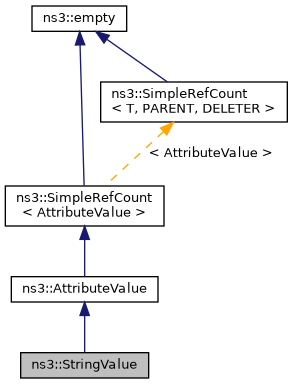 ns3::empty
ns3::SimpleRefCount
< T, PARENT, DELETER >
< AttributeValue >
ns3::SimpleRefCount
< AttributeValue >
ns3::AttributeValue
ns3::StringValue